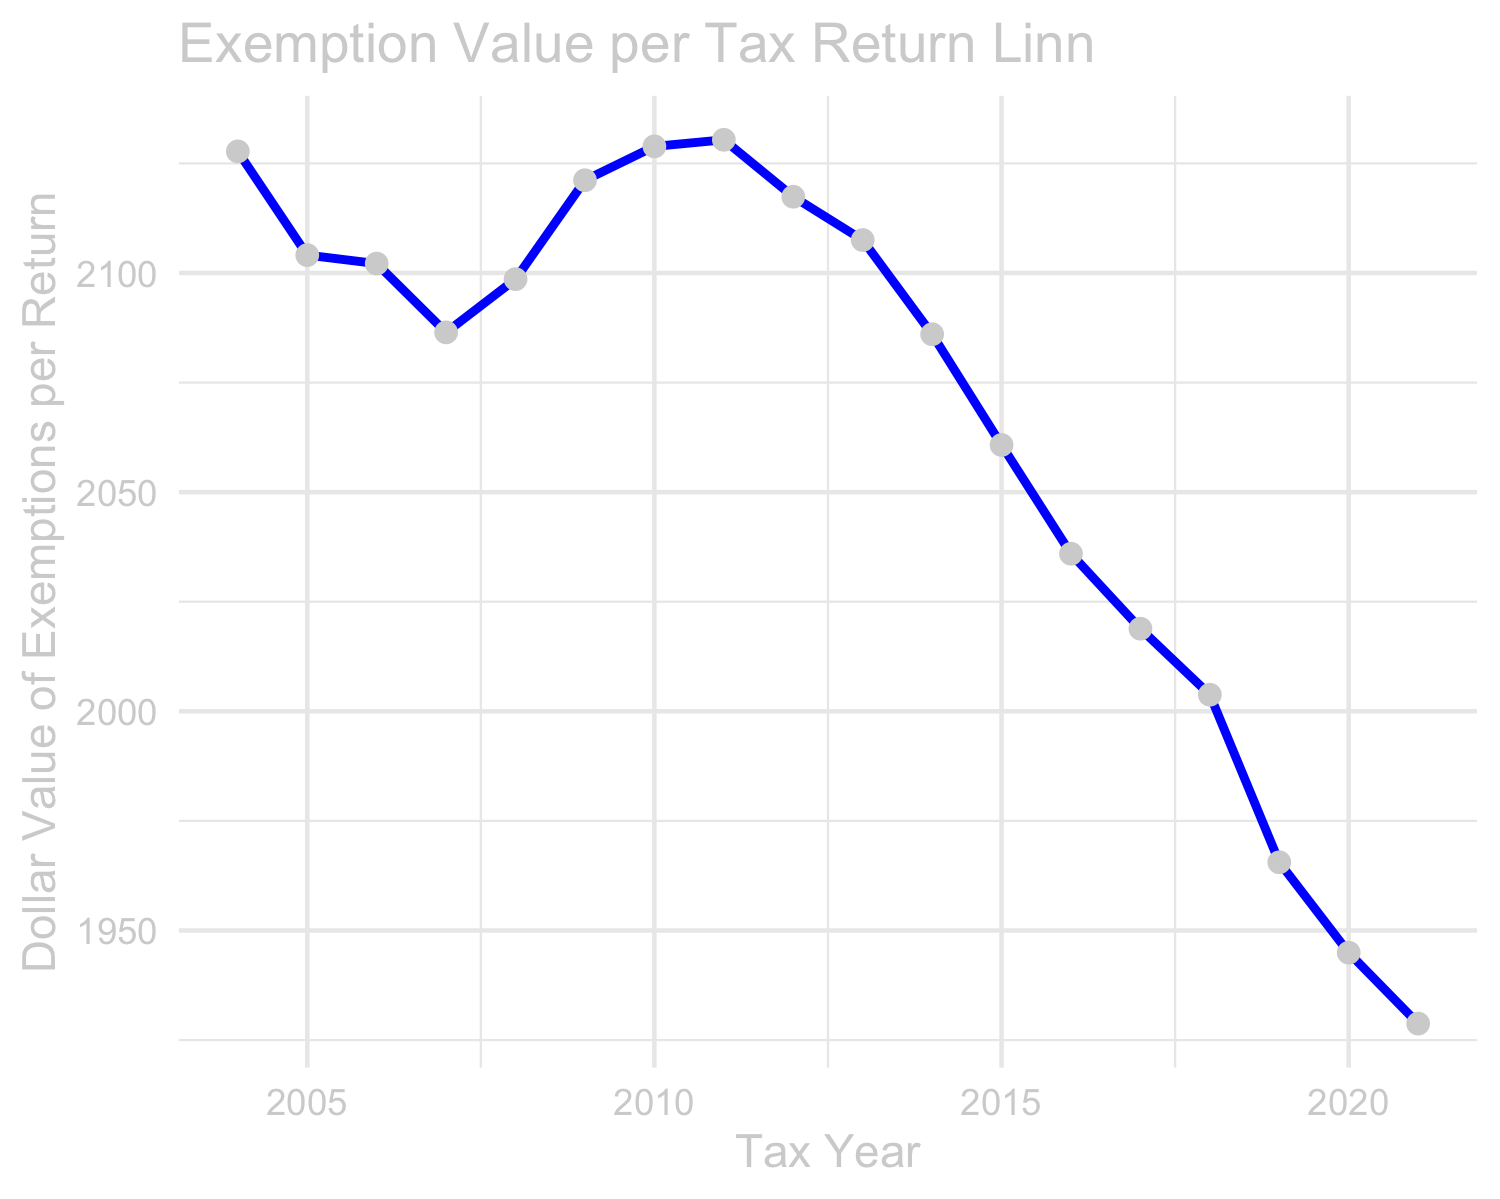 Exemption Value per Tax Return Linn
Dollar Value of Exemptions per Return
2100
2050
2000
1950
2005
2010
2015
2020
Tax Year